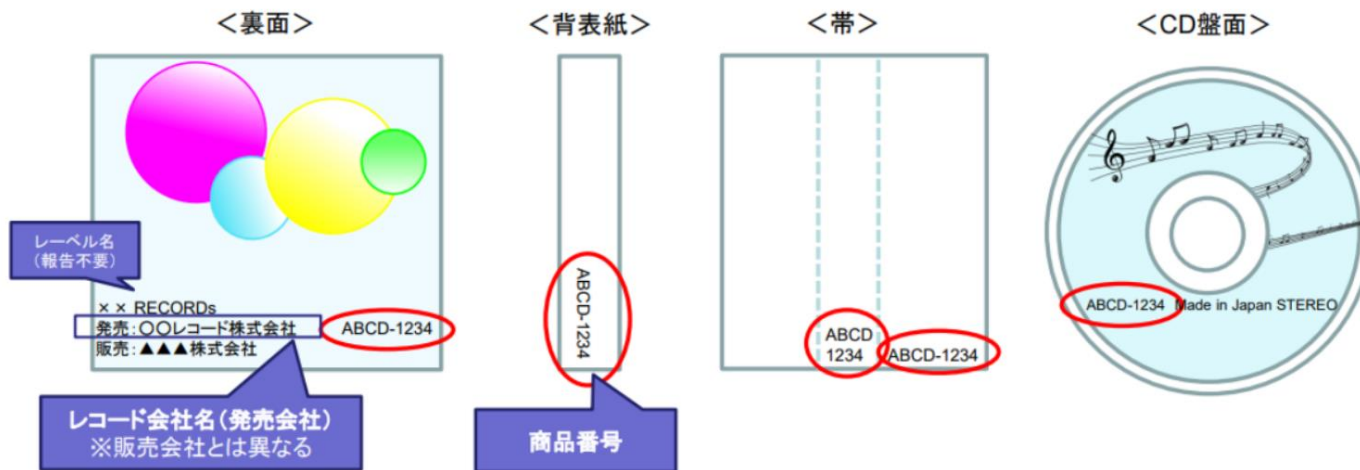 ＜裏面＞
＜背表紙＞
＜帯＞
＜CD盤面＞
レーベル名
（報告不要）
×× RECORDs
発売：〇〇レコード株式会社
ABCD-1234
販売：▲▲▲株式会社
レコード会社名（発売会社）
※販売会社とは異なる
ABCD-1234
商品番号
ABCD
1234
ABCD-1234
ABCD-1234 Made in Japan STEREO